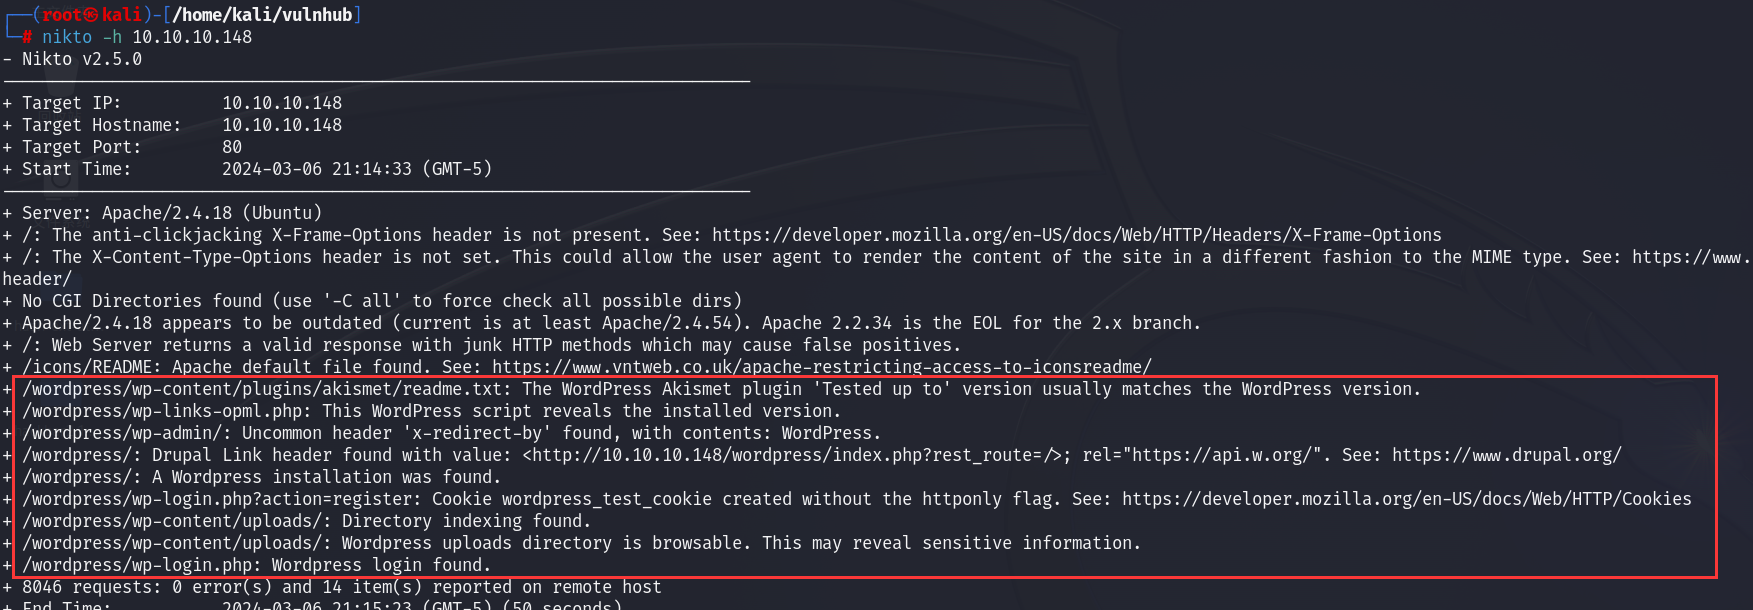 ┌──(root㉿kali)-[/home/kali/vulnhub]
└─# nikto -h 10.10.10.148
- Nikto v2.5.0
---------------------------------------------------------------------------
+ Target IP:          10.10.10.148
+ Target Hostname:    10.10.10.148
+ Target Port:        80
+ Start Time:         2024-03-06 21:14:33 (GMT-5)
---------------------------------------------------------------------------
+ Server: Apache/2.4.18 (Ubuntu)
+ /: The anti-clickjacking X-Frame-Options header is not present. See: https://developer.mozilla.org/en-US/docs/Web/HTTP/Headers/X-Frame-Options
+ /: The X-Content-Type-Options header is not set. This could allow the user agent to render the content of the site in a different fashion to the MIME type. See: https://www.
header/
+ No CGI Directories found (use '-C all' to force check all possible dirs)
+ Apache/2.4.18 appears to be outdated (current is at least Apache/2.4.54). Apache 2.2.34 is the EOL for the 2.x branch.
+ /: Web Server returns a valid response with junk HTTP methods which may cause false positives.
+ /icons/README: Apache default file found. See: https://www.vntweb.co.uk/apache-restricting-access-to-iconsreadme/
+ /wordpress/wp-content/plugins/akismet/readme.txt: The WordPress Akismet plugin 'Tested up to' version usually matches the WordPress version.
+ /wordpress/wp-links-opml.php: This WordPress script reveals the installed version.
+ /wordpress/wp-admin/: Uncommon header 'x-redirect-by' found, with contents: WordPress.
+ /wordpress/: Drupal Link header found with value: <http://10.10.10.148/wordpress/index.php?rest_route=/>; rel="https://api.w.org/". See: https://www.drupal.org/
+ /wordpress/: A Wordpress installation was found.
+ /wordpress/wp-login.php?action=register: Cookie wordpress_test_cookie created without the httponly flag. See: https://developer.mozilla.org/en-US/docs/Web/HTTP/Cookies
+ /wordpress/wp-content/uploads/: Directory indexing found.
+ /wordpress/wp-content/uploads/: Wordpress uploads directory is browsable. This may reveal sensitive information.
+ /wordpress/wp-login.php: Wordpress login found.
+ 8046 requests: 0 error(s) and 14 item(s) reported on remote host
+ End Time:           2024-03-06 21:15:23 (GMT-5) (50 seconds)